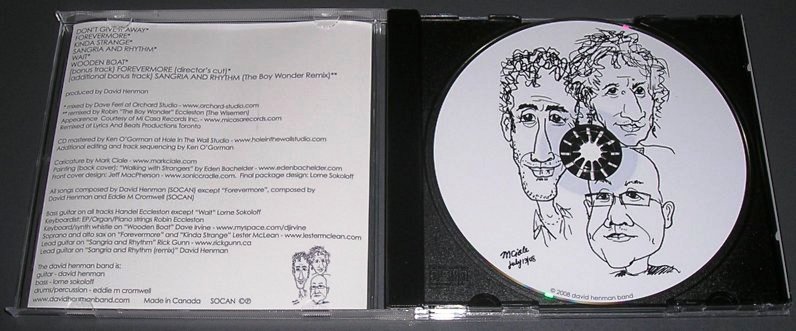 DON'T GIVE IT AWAY*
FOREVERMORE*
KINDA STRANGE*
SANGRIA AND RHYTHM*
WAIT*
WOODEN BOAT*
(bonus track) FOREVERMORE (director's cut)*
(additional bonus track) SANGRIA AND RHYTHM (The Boy Wonder Remix)**
produced by David Henman
* mixed by Dave Feel at Orchard Studio - www.orchard-studio.com
** remixed by Robin "The Boy Wonder" Eccleston (The Wisemen)
Appearence Courtesy of Mi Casa Records Inc. - www.micasarecords.com
Remixed at Lyrics And Beats Productions Toronto
CD mastered by Ken O'Gorman at Hole In The Wall Studio - www.holeinthewallstudio.com
Additional editing and track sequencing by Ken O'Gorman
Caricature by Mark Ciale - www.markciale.com
Painting (back cover): "Walking with Strangers" by Eden Bachelder - www.edenbachelder.com
Front cover design: Jeff MacPherson - www.soniccradle.com. Final package design: Lorne Sokoloff
All songs composed by David Henman (SOCAN) except "Forevermore", composed by
David Henman and Eddie M Cromwell (SOCAN)
Bass guitar on all tracks Handel Eccleston except "Wait" Lorne Sokoloff
Keyboardist: EP/Organ/Piano strings Robin Eccleston
Keyboard/synth whistle on "Wooden Boat" Dave Irvine - www.myspace.com/djirvine
Soprano and alto sax on "Forevermore" and "Kinda Strange" Lester McLean - www.lestermclean.com
Lead guitar on "Sangria and Rhythm" Rick Gunn - www.rickgunn.ca
Lead guitar on "Sangria and Rhythm (remix)" David Henman
The david henman band is:
guitar - david henman
bass - lorne sokoloff
drums/percussion - eddie m cromwell
www.davidhenmanband.com Made in Canada SOCAN ©℗
MCiale
July/13/08
© 2008 david henman band